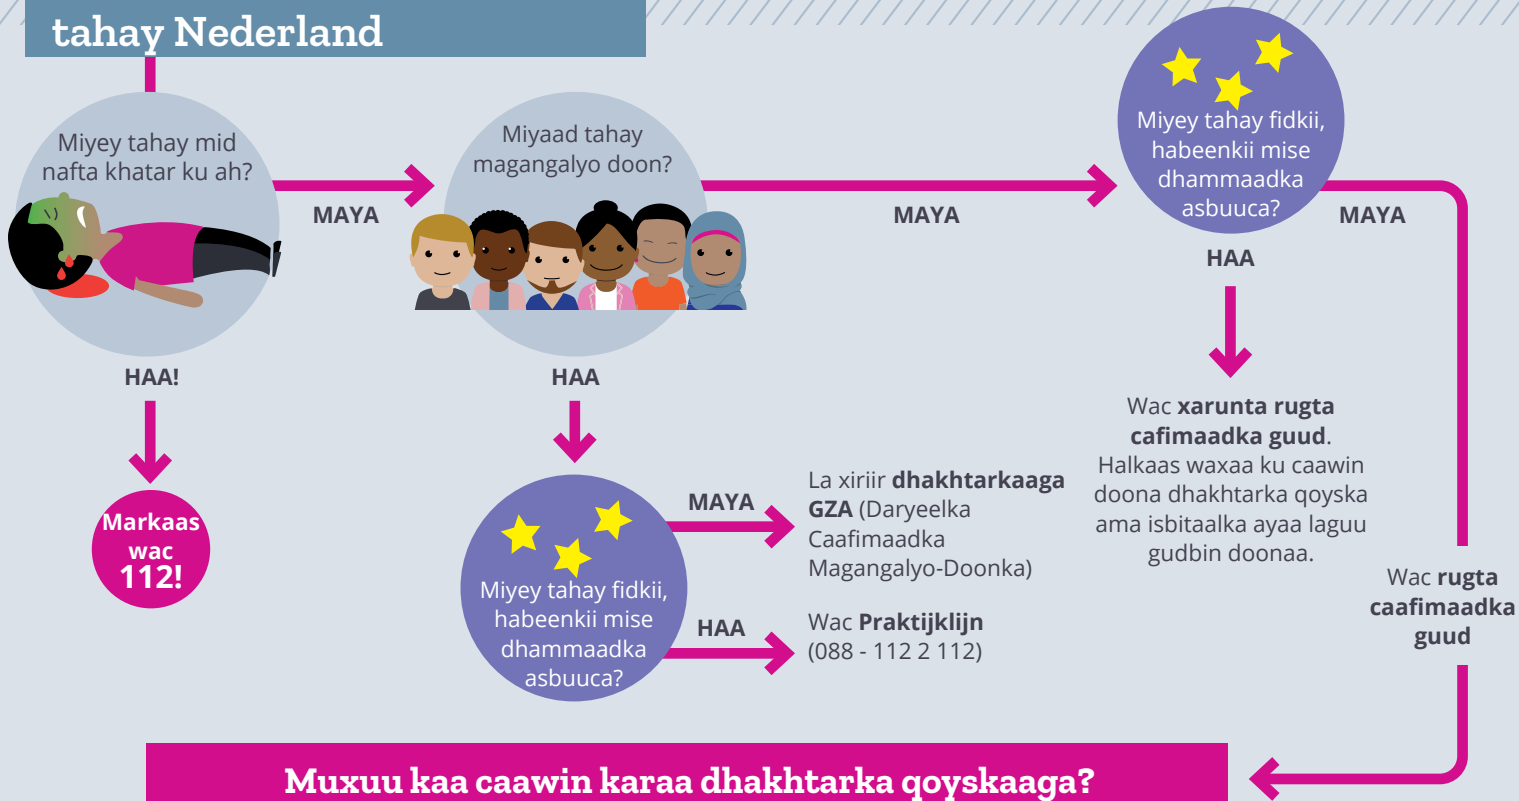 tahay Nederland
Miyey tahay mid
nafta khatar ku ah?
MAYA
HAA!
Markaas
wac
112!
Miyaad tahay
magangalyo doon?
MAYA
HAA
Miyey tahay fidkii,
habeenkii mise
dhammaadka
asbuuca?
MAYA
La xiriir dhakhtarkaaga
GZA (Daryeelka
Caafimaadka
Magangalyo-Doonka)
HAA
Wac Praktijklijn
(088 - 112 2 112)
Miyey tahay fidkii,
habeenkii mise
dhammaadka
asbuuca?
HAA
Wac xarunta rugta
cafimaadka guud.
Halkaas waxaa ku caawin
doona dhakhtarka qoyska
ama isbitaalka ayaa laguu
gudbin doonaa.
MAYA
Wac rugta
caafimaadka
guud
Muxuu kaa caawin karaa dhakhtarka qoyskaaga?